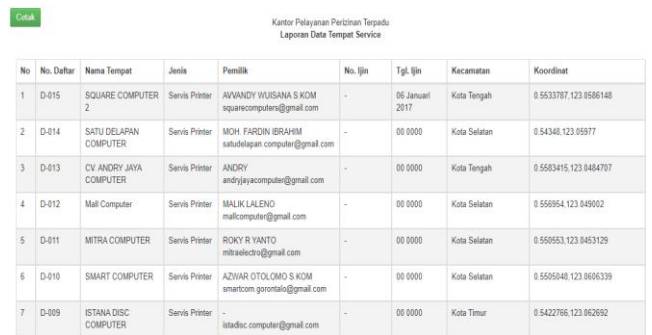 Cetak
Kantor Pelayanan Perizinan Terpadu
Laporan Data Tempat Service
No No. Daftar Nama Tempat Jenis Pemilik No. Ijin Tgl. Ijin Kecamatan Koordinat
1 D-015 SQUARE COMPUTER Servis Printer AVVANDY WUISANA S.KOM - 06 Januari Kota Tengah 0.5533787,123.0586148
2 squarecomputers@gmail.com 2017
2 D-014 SATU DELAPAN Servis Printer MOH. FARDIN IBRAHIM - 00 0000 Kota Selatan 0.54348,123.05977
COMPUTER satudelapan.computer@gmail.com
3 D-013 CV. ANDRY JAYA Servis Printer ANDRY - 00 0000 Kota Tengah 0.5583415,123.0484707
COMPUTER andryjayacomputer@gmail.com
4 D-012 Mall Computer Servis Printer MALIK LALENO - 00 0000 Kota Selatan 0.556954,123.049002
mallcomputer@gmail.com
5 D-011 MITRA COMPUTER Servis Printer ROKY R YANTO - 00 0000 Kota Selatan 0.550553,123.0453129
mitraelectro@gmail.com
6 D-010 SMART COMPUTER Servis Printer AZWAR OTOLOMO S.KOM - 00 0000 Kota Selatan 0.5505048,123.0606339
smartcom.gorontalo@gmail.com
7 D-009 ISTANA DISC Servis Printer - - 00 0000 Kota Timur 0.5422766,123.062692
COMPUTER istadisc.computer@gmail.com